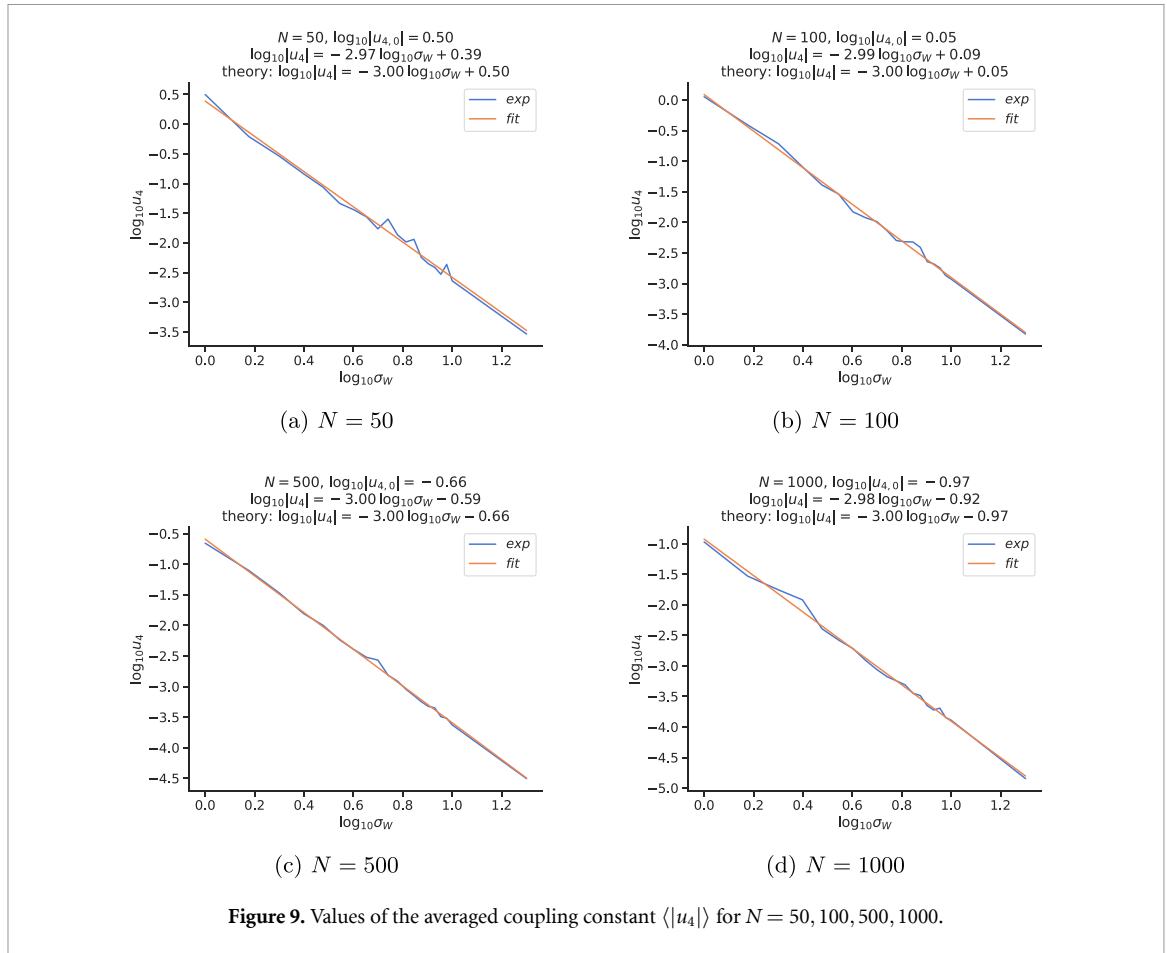 N = 50, log₁₀|u₄,₀| = 0.50
log₁₀|u₄| = − 2.97 log₁₀σ_W + 0.39
theory: log₁₀|u₄| = − 3.00 log₁₀σ_W + 0.50
exp
fit
0.5
0.0
−0.5
−1.0
−1.5
−2.0
−2.5
−3.0
−3.5
log₁₀u₄
0.0 0.2 0.4 0.6 0.8 1.0 1.2
log₁₀σ_W
(a) N = 50
N = 100, log₁₀|u₄,₀| = 0.05
log₁₀|u₄| = − 2.99 log₁₀σ_W + 0.09
theory: log₁₀|u₄| = − 3.00 log₁₀σ_W + 0.05
exp
fit
0.0
−0.5
−1.0
−1.5
−2.0
−2.5
−3.0
−3.5
−4.0
log₁₀u₄
0.0 0.2 0.4 0.6 0.8 1.0 1.2
log₁₀σ_W
(b) N = 100
N = 500, log₁₀|u₄,₀| = − 0.66
log₁₀|u₄| = − 3.00 log₁₀σ_W − 0.59
theory: log₁₀|u₄| = − 3.00 log₁₀σ_W − 0.66
exp
fit
−0.5
−1.0
−1.5
−2.0
−2.5
−3.0
−3.5
−4.0
−4.5
log₁₀u₄
0.0 0.2 0.4 0.6 0.8 1.0 1.2
log₁₀σ_W
(c) N = 500
N = 1000, log₁₀|u₄,₀| = − 0.97
log₁₀|u₄| = − 2.98 log₁₀σ_W − 0.92
theory: log₁₀|u₄| = − 3.00 log₁₀σ_W − 0.97
exp
fit
−1.0
−1.5
−2.0
−2.5
−3.0
−3.5
−4.0
−4.5
−5.0
log₁₀u₄
0.0 0.2 0.4 0.6 0.8 1.0 1.2
log₁₀σ_W
(d) N = 1000
Figure 9. Values of the averaged coupling constant ⟨|u₄|⟩ for N = 50, 100, 500, 1000.